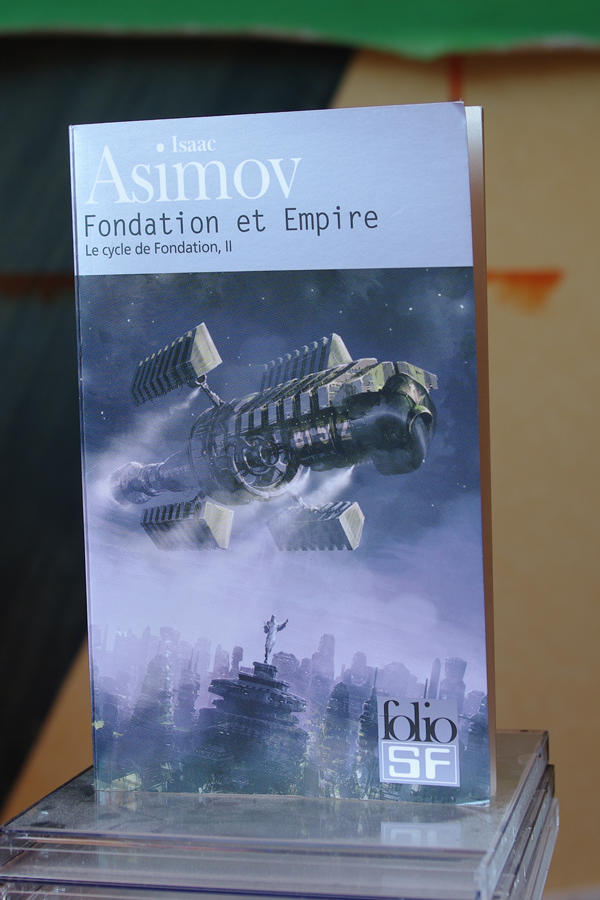 Isaac
Asimov
Fondation et Empire
Le cycle de Fondation, II
folio
SF